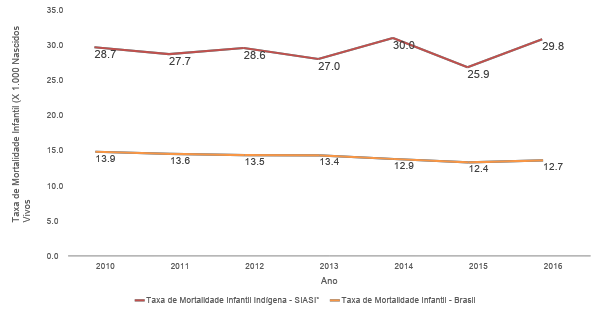 35.0
30.0
25.0
20.0
15.0
10.0
5.0
0.0
Taxa de Mortalidade Infantil (X 1.000 Nascidos
Vivos
28.7 27.7 28.6 27.0 30.0 25.9 29.8
13.9 13.6 13.5 13.4 12.9 12.4 12.7
2010 2011 2012 2013 2014 2015 2016
Ano
Taxa de Mortalidade Infantil Indígena - SIASI* Taxa de Mortalidade Infantil - Brasil